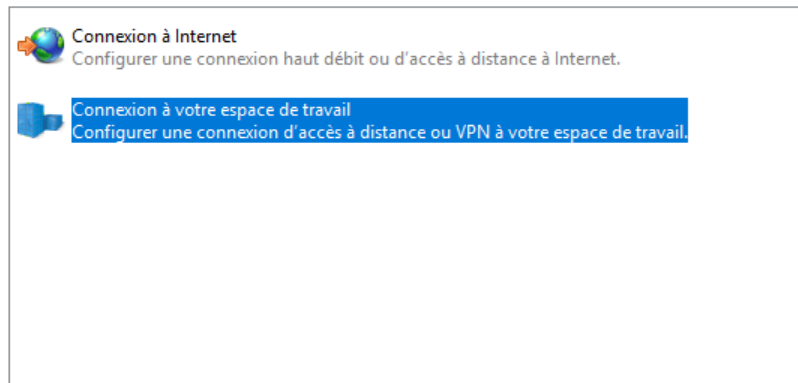 Connexion à Internet
Configurer une connexion haut débit ou d'accès à distance à Internet.
Connexion à votre espace de travail
Configurer une connexion d'accès à distance ou VPN à votre espace de travail.